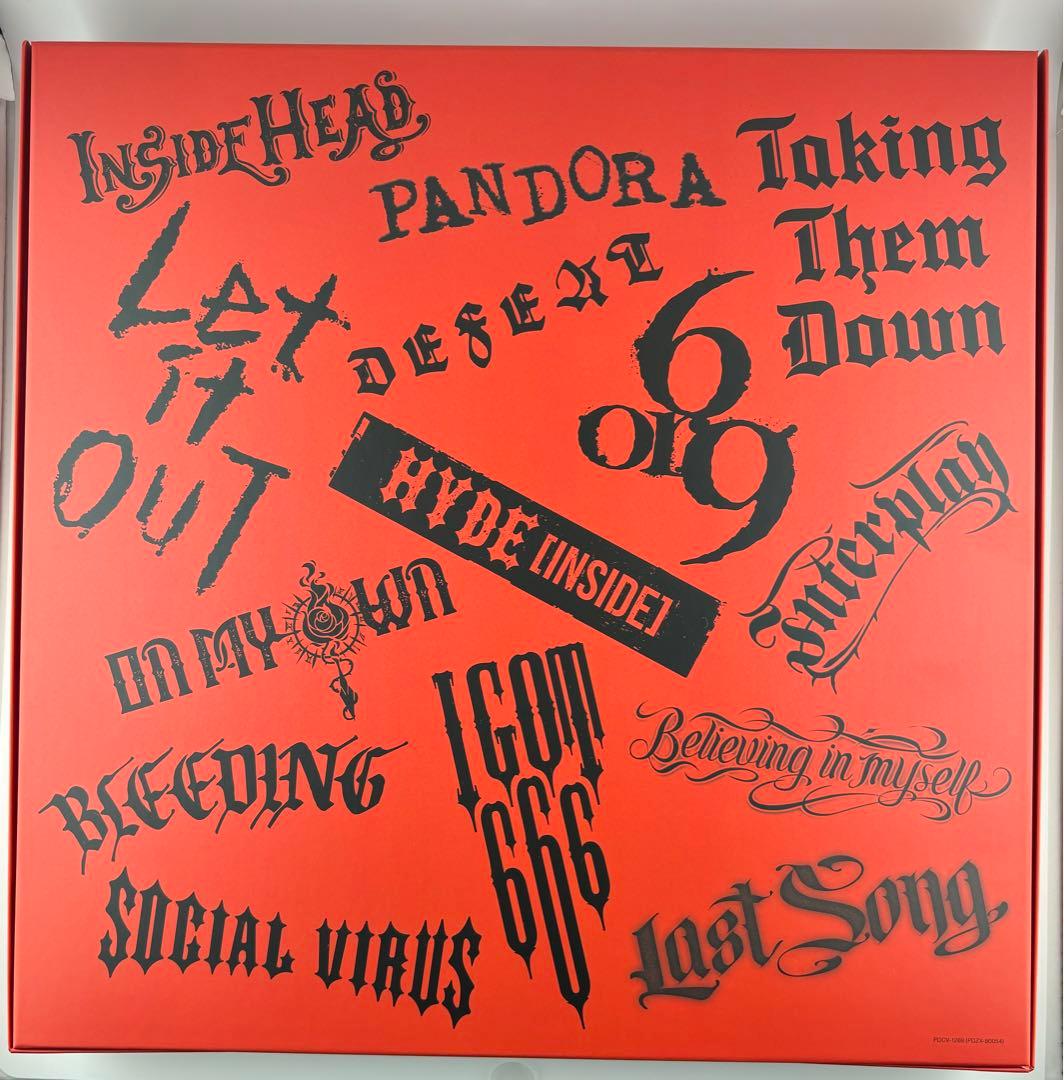 INSIDE HEAD
PANDORA
Taking
Them
Down
LET
iT
OUT
DEFEAT
6
or
9
HYDE [INSIDE]
Interplay
ON MY OWN
I GOT
666
Believing in myself
BLEEDING
SOCIAL VIRUS
Last Song
PDCV-1269 (PDZX-80054)